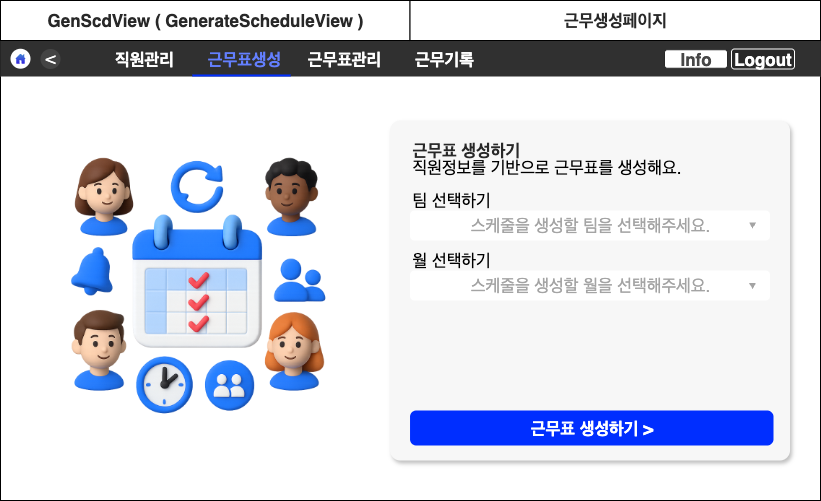 GenScdView ( GenerateScheduleView )
근무생성페이지
< 직원관리 근무표생성 근무표관리 근무기록 Info Logout
근무표 생성하기
직원정보를 기반으로 근무표를 생성해요.
팀 선택하기
스케줄을 생성할 팀을 선택해주세요. ▼
월 선택하기
스케줄을 생성할 월을 선택해주세요. ▼
근무표 생성하기 >